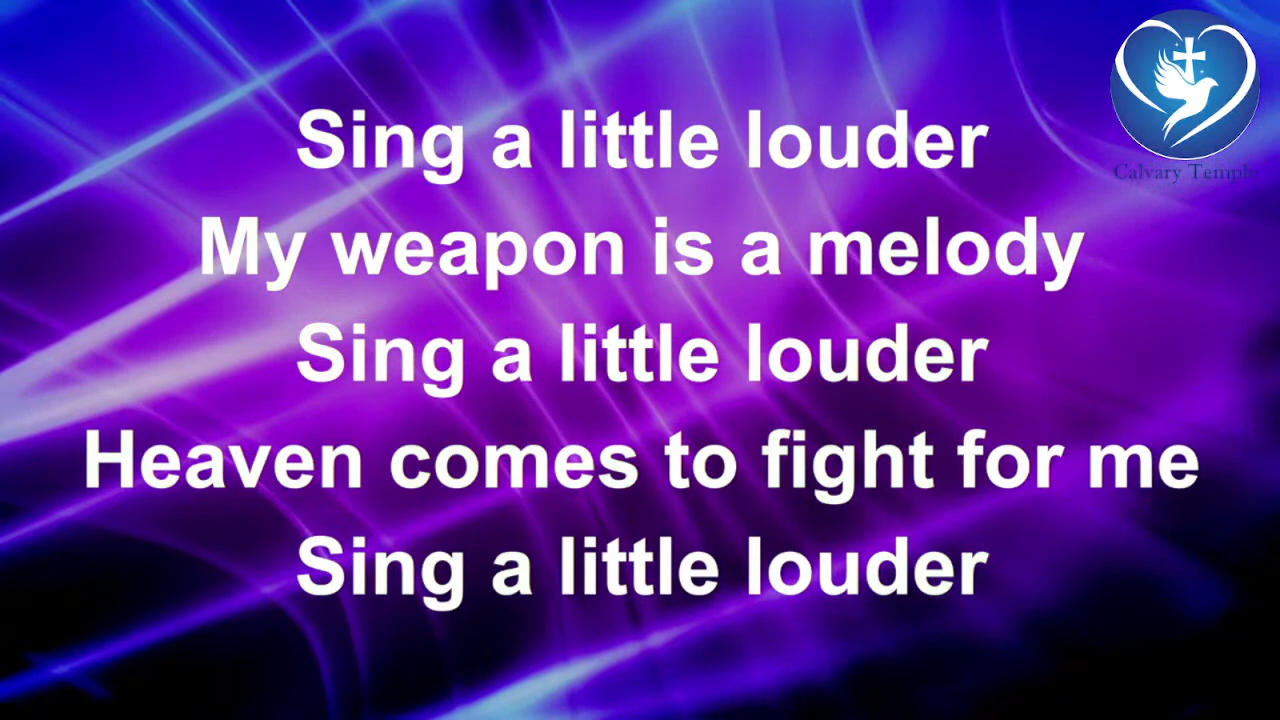 Calvary Temple
Sing a little louder
My weapon is a melody
Sing a little louder
Heaven comes to fight for me
Sing a little louder